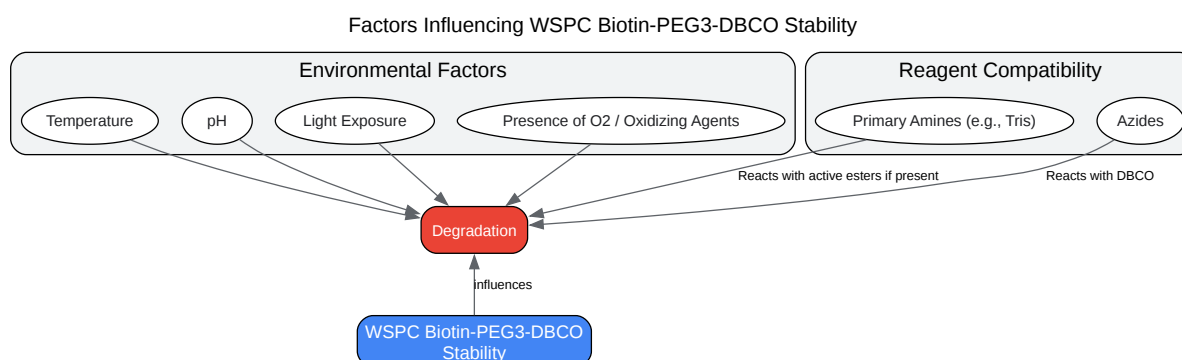 Factors Influencing WSPC Biotin-PEG3-DBCO Stability
Environmental Factors
Reagent Compatibility
Temperature
pH
Light Exposure
Presence of O2 / Oxidizing Agents
Primary Amines (e.g., Tris)
Azides
Reacts with active esters if present
Reacts with DBCO
Degradation
influences
WSPC Biotin-PEG3-DBCO
Stability